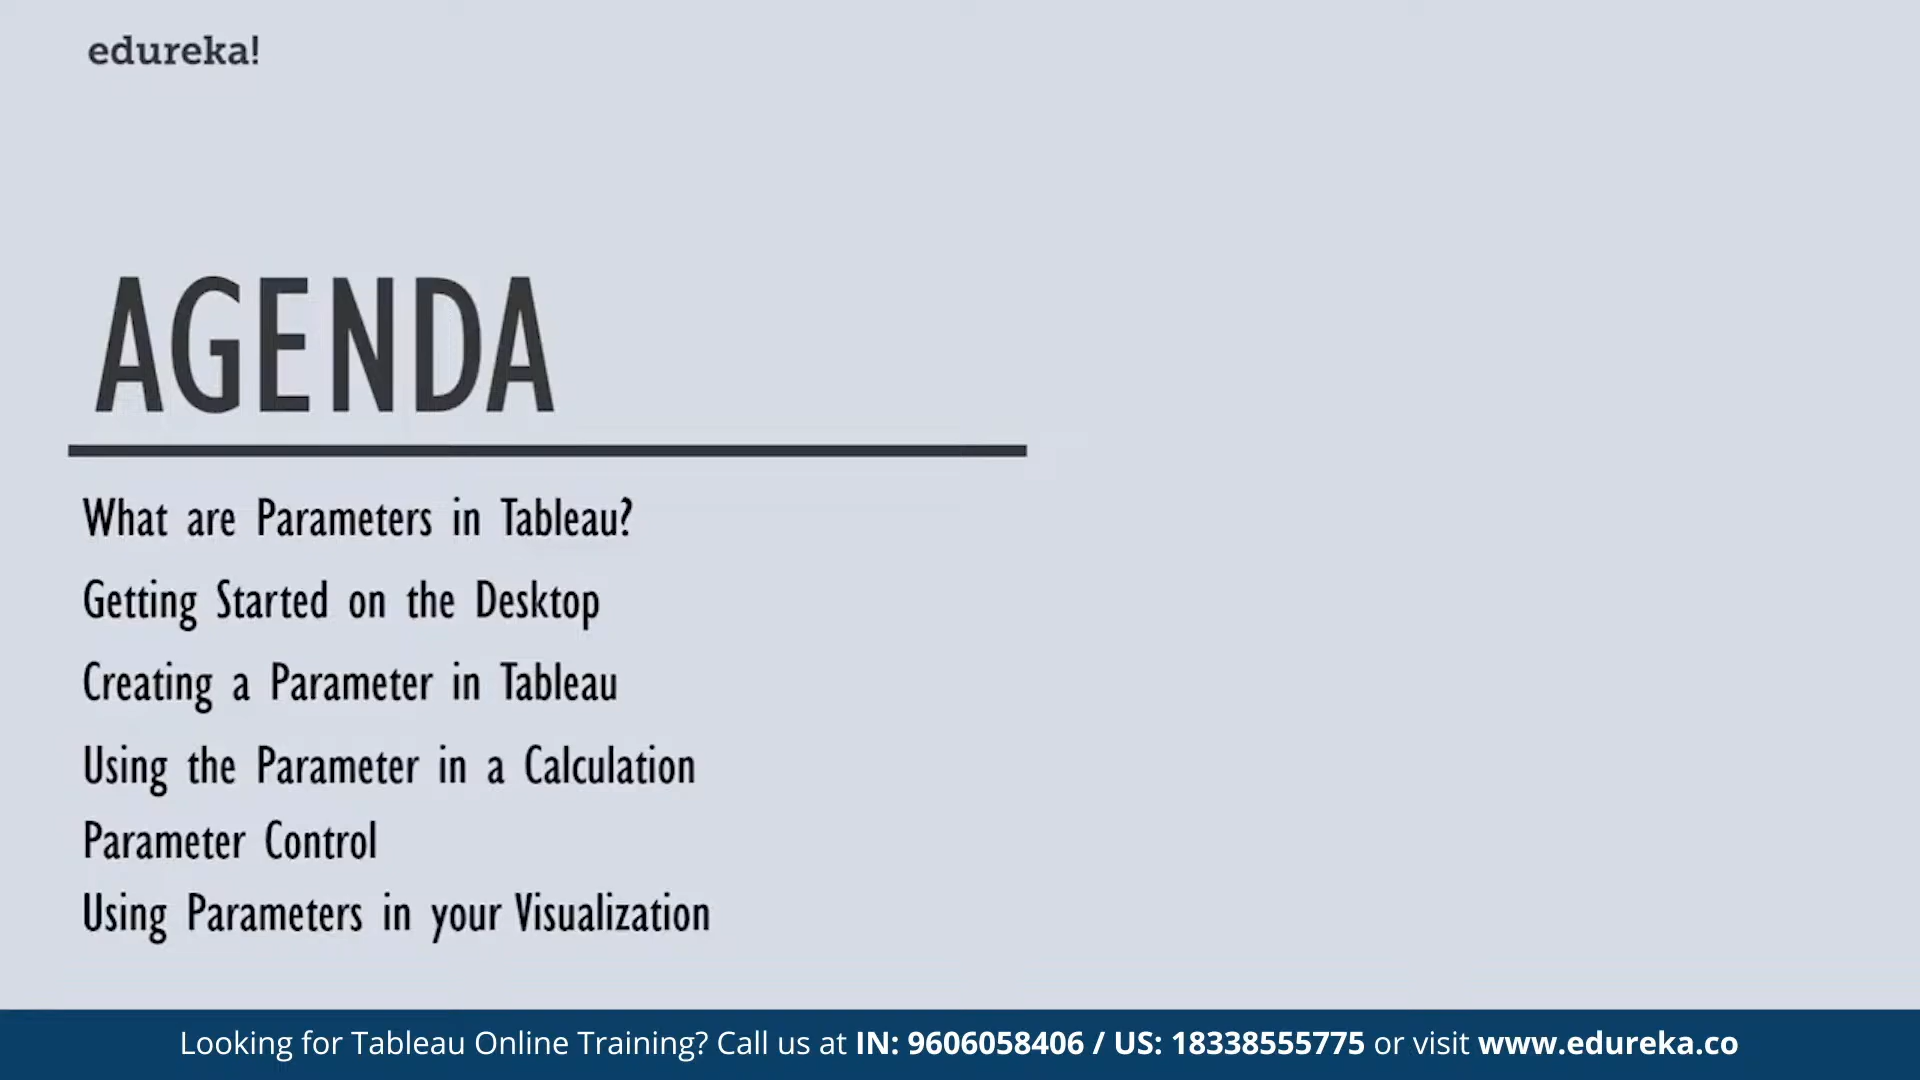 edureka!
AGENDA
What are Parameters in Tableau?
Getting Started on the Desktop
Creating a Parameter in Tableau
Using the Parameter in a Calculation
Parameter Control
Using Parameters in your Visualization
Looking for Tableau Online Training? Call us at IN: 9606058406 / US: 18338555775 or visit www.edureka.co